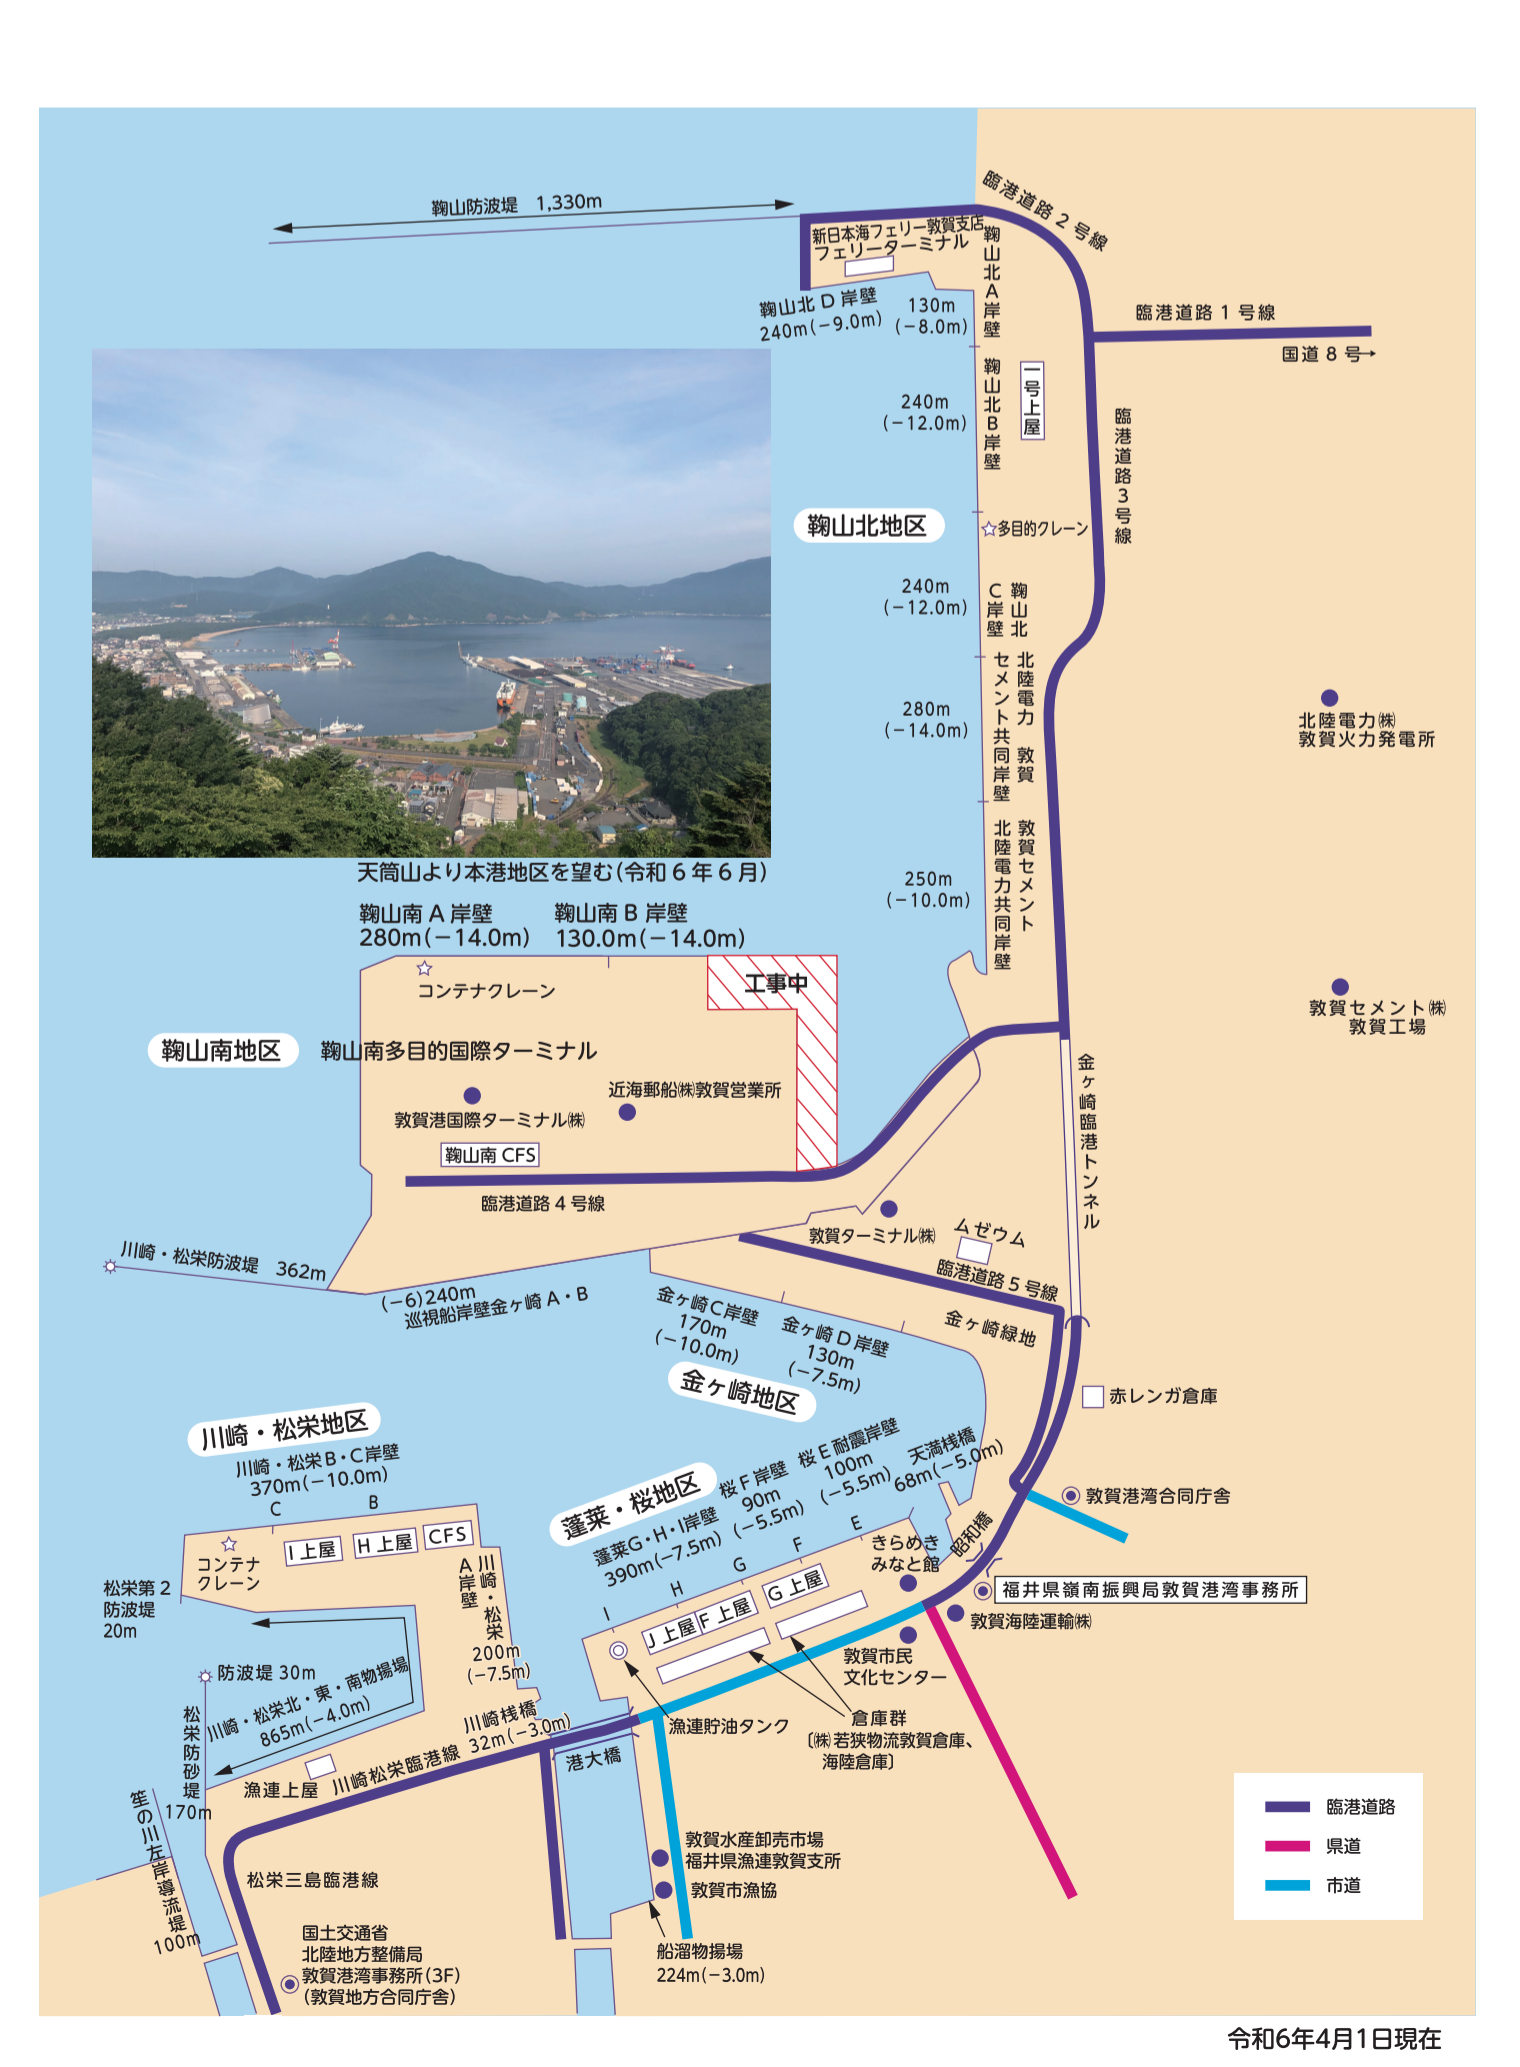 鞠山防波堤 1,330m
臨港道路2号線
新日本海フェリー敦賀支店
フェリーターミナル
鞠山北A岸壁
130m
(−8.0m)
鞠山北D岸壁
240m(−9.0m)
臨港道路1号線
国道8号→
鞠山北B岸壁
240m
(−12.0m)
一号上屋
臨港道路3号線
鞠山北地区
☆多目的クレーン
鞠山北
C岸壁
240m
(−12.0m)
北陸電力 敦賀
セメント共同岸壁
280m
(−14.0m)
北陸電力㈱
敦賀火力発電所
敦賀セメント
北陸電力共同岸壁
250m
(−10.0m)
天筒山より本港地区を望む(令和6年6月)
鞠山南A岸壁
280m(−14.0m)
鞠山南B岸壁
130.0m(−14.0m)
工事中
コンテナクレーン
敦賀セメント㈱
敦賀工場
鞠山南地区
鞠山南多目的国際ターミナル
近海郵船㈱敦賀営業所
敦賀港国際ターミナル㈱
鞠山南CFS
臨港道路4号線
金ヶ崎臨港トンネル
敦賀ターミナル㈱
ムゼウム
臨港道路5号線
川崎・松栄防波堤 362m
(−6)240m
巡視船岸壁金ヶ崎A・B
金ヶ崎C岸壁
170m
(−10.0m)
金ヶ崎D岸壁
130m
(−7.5m)
金ヶ崎緑地
金ヶ崎地区
赤レンガ倉庫
川崎・松栄地区
川崎・松栄B・C岸壁
370m(−10.0m)
C
B
コンテナ
クレーン
I上屋
H上屋
CFS
川崎・松栄
A岸壁
200m
(−7.5m)
蓬莱・桜地区
蓬莱G・H・I岸壁
390m(−7.5m)
桜F岸壁
90m
(−5.5m)
桜E耐震岸壁
100m
(−5.5m)
天満桟橋
68m(−5.0m)
敦賀港湾合同庁舎
昭和橋
きらめき
みなと館
I
H
G
F
E
J上屋
F上屋
G上屋
福井県嶺南振興局敦賀港湾事務所
敦賀海陸運輸㈱
敦賀市民
文化センター
松栄第2
防波堤
20m
防波堤30m
川崎・松栄北・東・南物揚場
865m(−4.0m)
松栄防砂堤
170m
川崎桟橋
32m(−3.0m)
漁連上屋
川崎松栄臨港線
港大橋
漁連貯油タンク
倉庫群
〔㈱若狭物流敦賀倉庫、
海陸倉庫〕
笙の川左岸導流堤
100m
松栄三島臨港線
敦賀水産卸売市場
福井県漁連敦賀支所
敦賀市漁協
船溜物揚場
224m(−3.0m)
国土交通省
北陸地方整備局
敦賀港湾事務所(3F)
(敦賀地方合同庁舎)
臨港道路
県道
市道
令和6年4月1日現在